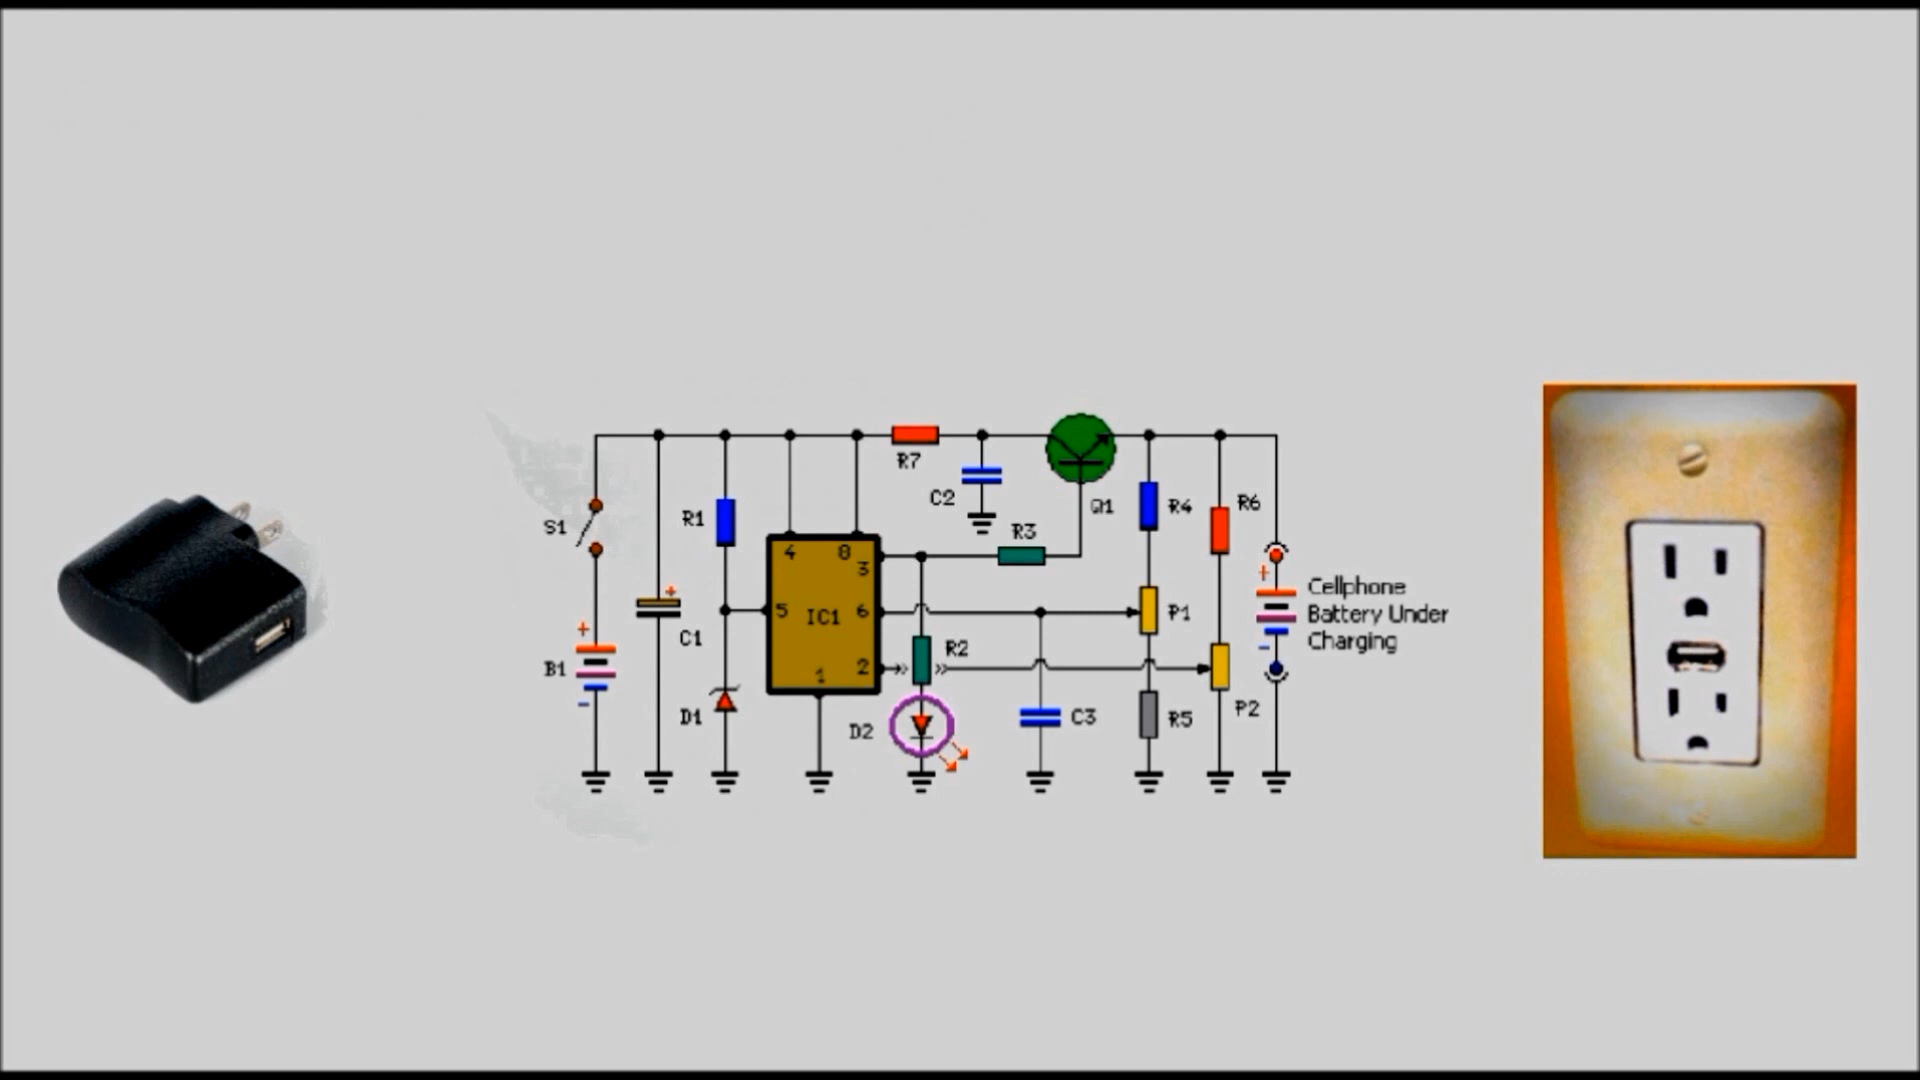 R7
C2
Q1
S1
R1
R3
R4
R6
4
8
3
+
+
Cellphone
Battery Under
Charging
5
IC1
6
P1
C1
+
B1
1
2
R2
-
-
D1
D2
C3
R5
P2